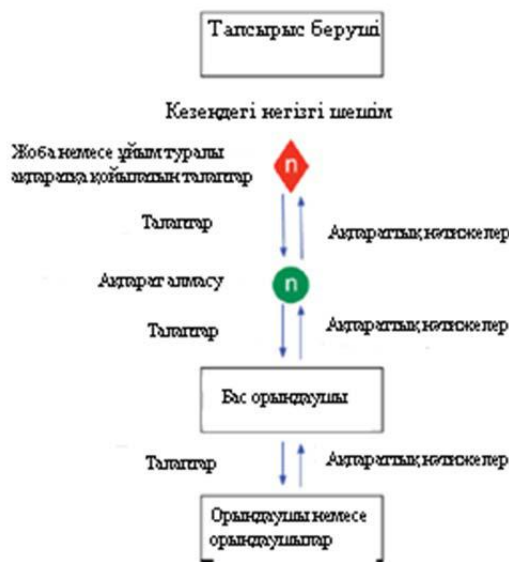 Тапсырыс беруші
Кезеңдегі негізгі шешім
Жоба немесе ұйым туралы
ақпаратқа қойылатын талаптар
n
Талаптар
Ақпараттық нәтижелер
Ақпарат алмасу
n
Талаптар
Ақпараттық нәтижелер
Бас орындаушы
Талаптар
Ақпараттық нәтижелер
Орындаушы немесе
орындаушылар